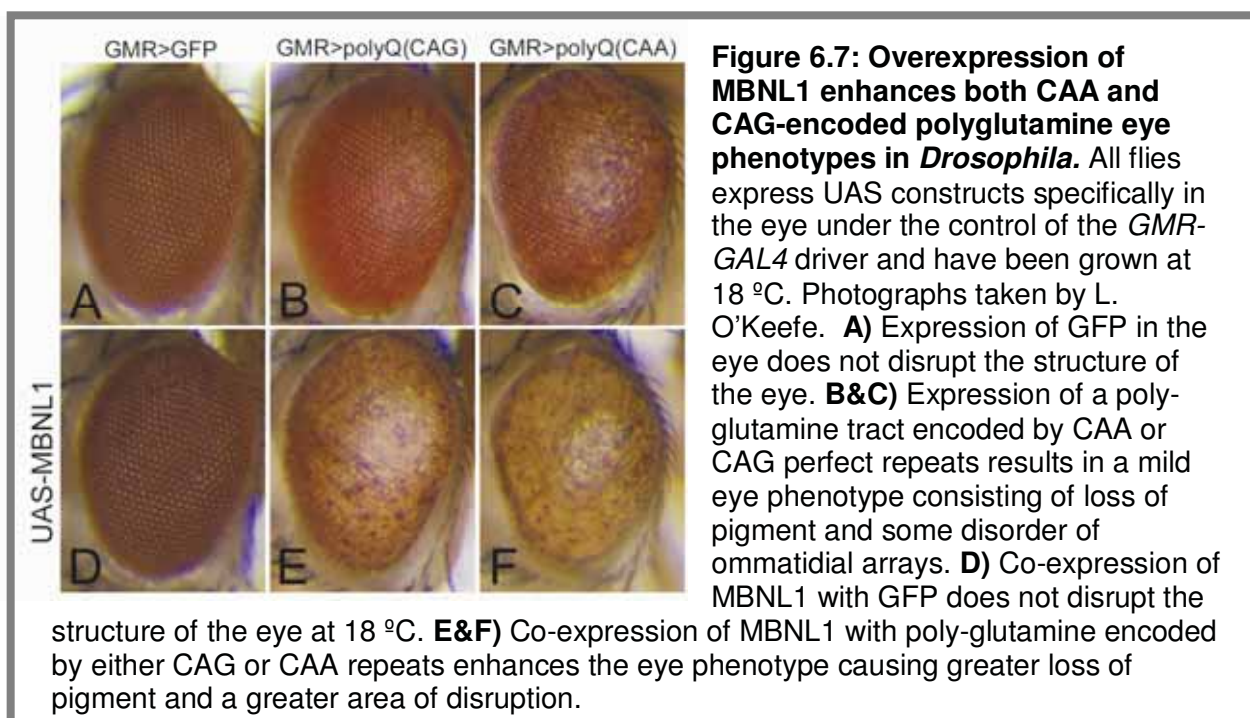 GMR>GFP GMR>polyQ(CAG) GMR>polyQ(CAA)
UAS-MBNL1
A B C
D E F
Figure 6.7: Overexpression of
MBNL1 enhances both CAA and
CAG-encoded polyglutamine eye
phenotypes in Drosophila. All flies
express UAS constructs specifically in
the eye under the control of the GMR-
GAL4 driver and have been grown at
18 ºC. Photographs taken by L.
O'Keefe. A) Expression of GFP in the
eye does not disrupt the structure of
the eye. B&C) Expression of a poly-
glutamine tract encoded by CAA or
CAG perfect repeats results in a mild
eye phenotype consisting of loss of
pigment and some disorder of
ommatidial arrays. D) Co-expression of
MBNL1 with GFP does not disrupt the
structure of the eye at 18 ºC. E&F) Co-expression of MBNL1 with poly-glutamine encoded
by either CAG or CAA repeats enhances the eye phenotype causing greater loss of
pigment and a greater area of disruption.